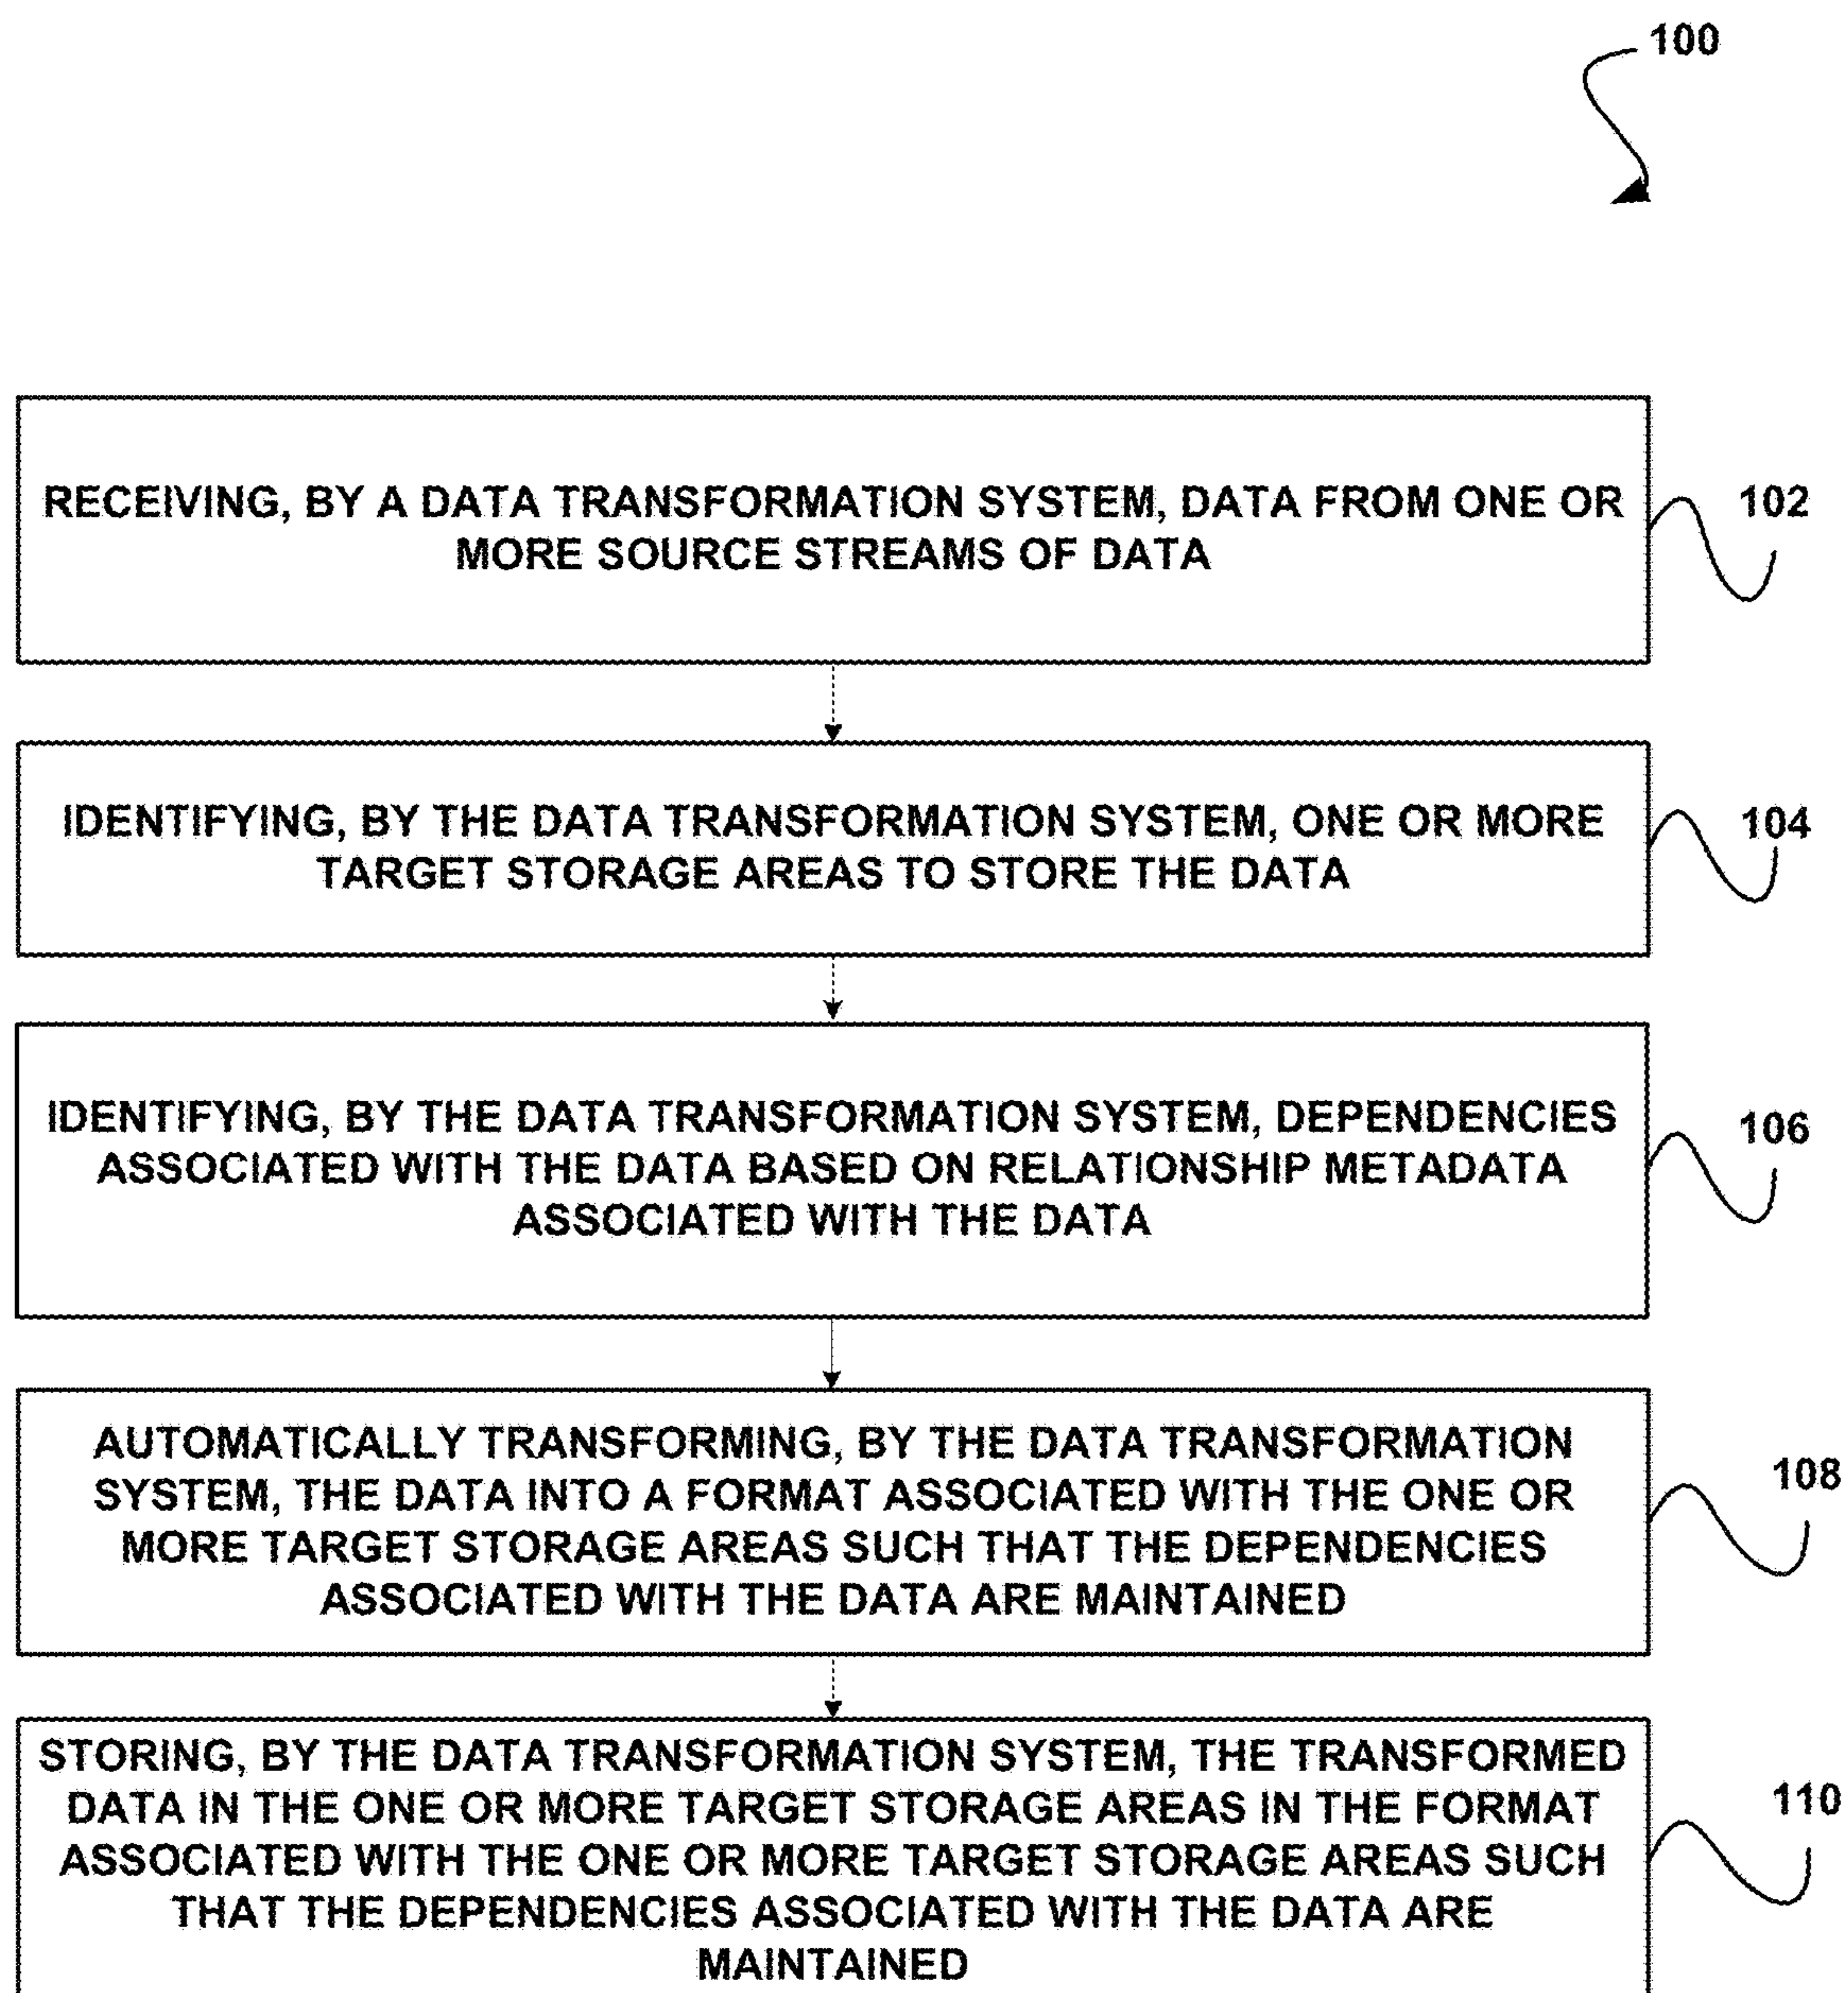 100
RECEIVING, BY A DATA TRANSFORMATION SYSTEM, DATA FROM ONE OR
MORE SOURCE STREAMS OF DATA
102
IDENTIFYING, BY THE DATA TRANSFORMATION SYSTEM, ONE OR MORE
TARGET STORAGE AREAS TO STORE THE DATA
104
IDENTIFYING, BY THE DATA TRANSFORMATION SYSTEM, DEPENDENCIES
ASSOCIATED WITH THE DATA BASED ON RELATIONSHIP METADATA
ASSOCIATED WITH THE DATA
106
AUTOMATICALLY TRANSFORMING, BY THE DATA TRANSFORMATION
SYSTEM, THE DATA INTO A FORMAT ASSOCIATED WITH THE ONE OR
MORE TARGET STORAGE AREAS SUCH THAT THE DEPENDENCIES
ASSOCIATED WITH THE DATA ARE MAINTAINED
108
STORING, BY THE DATA TRANSFORMATION SYSTEM, THE TRANSFORMED
DATA IN THE ONE OR MORE TARGET STORAGE AREAS IN THE FORMAT
ASSOCIATED WITH THE ONE OR MORE TARGET STORAGE AREAS SUCH
THAT THE DEPENDENCIES ASSOCIATED WITH THE DATA ARE
MAINTAINED
110